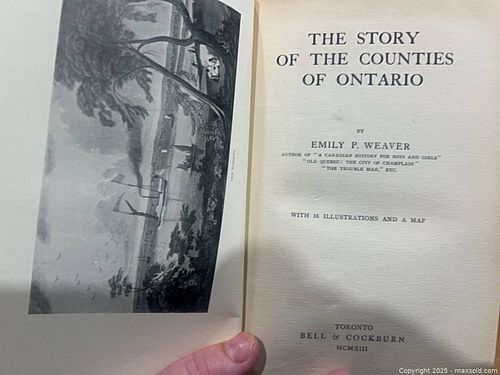 THE STORY
OF THE COUNTIES
OF ONTARIO
BY
EMILY P. WEAVER
AUTHOR OF "A CANADIAN HISTORY FOR BOYS AND GIRLS"
"OLD QUEBEC: THE CITY OF CHAMPLAIN"
"THE TROUBLE MAN," ETC.
WITH 16 ILLUSTRATIONS AND A MAP
TORONTO
BELL & COCKBURN
MCMXIII
Copyright 2025 - maxsold.com